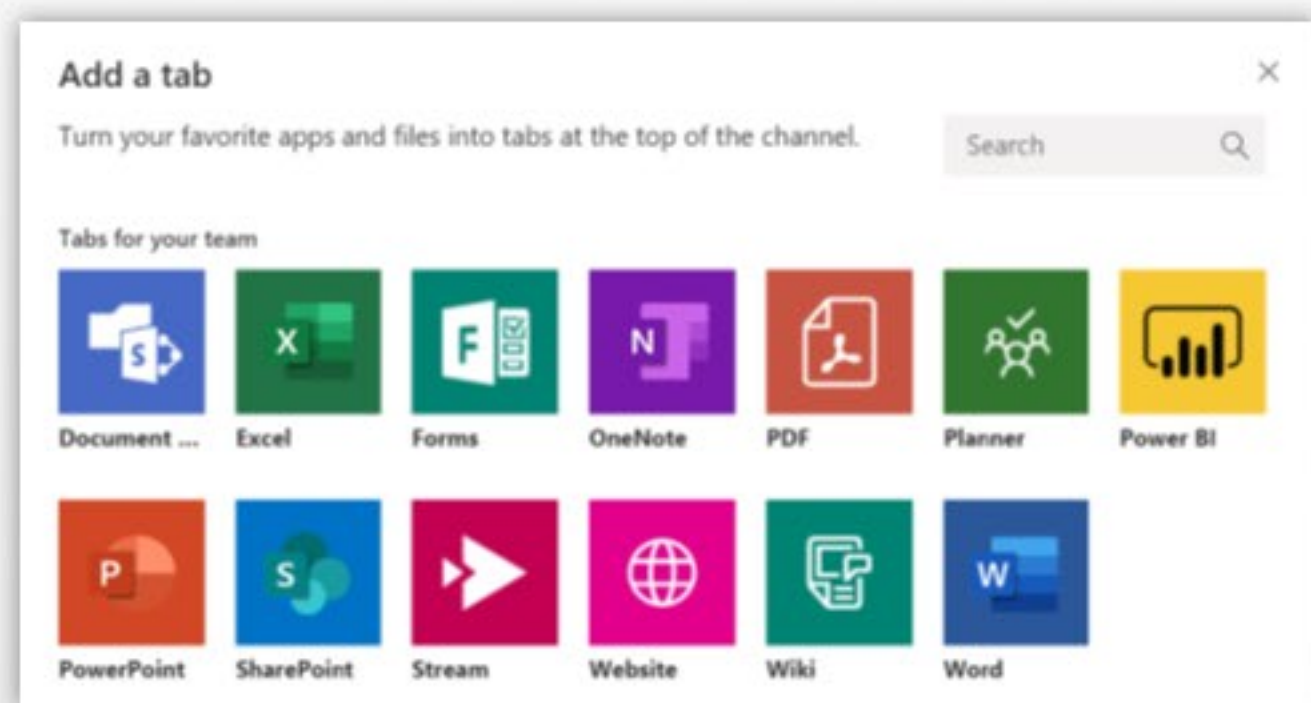 Add a tab
Turn your favorite apps and files into tabs at the top of the channel.
Search
Tabs for your team
S X F N
Document ... Excel Forms OneNote PDF Planner Power BI
P S W
PowerPoint SharePoint Stream Website Wiki Word